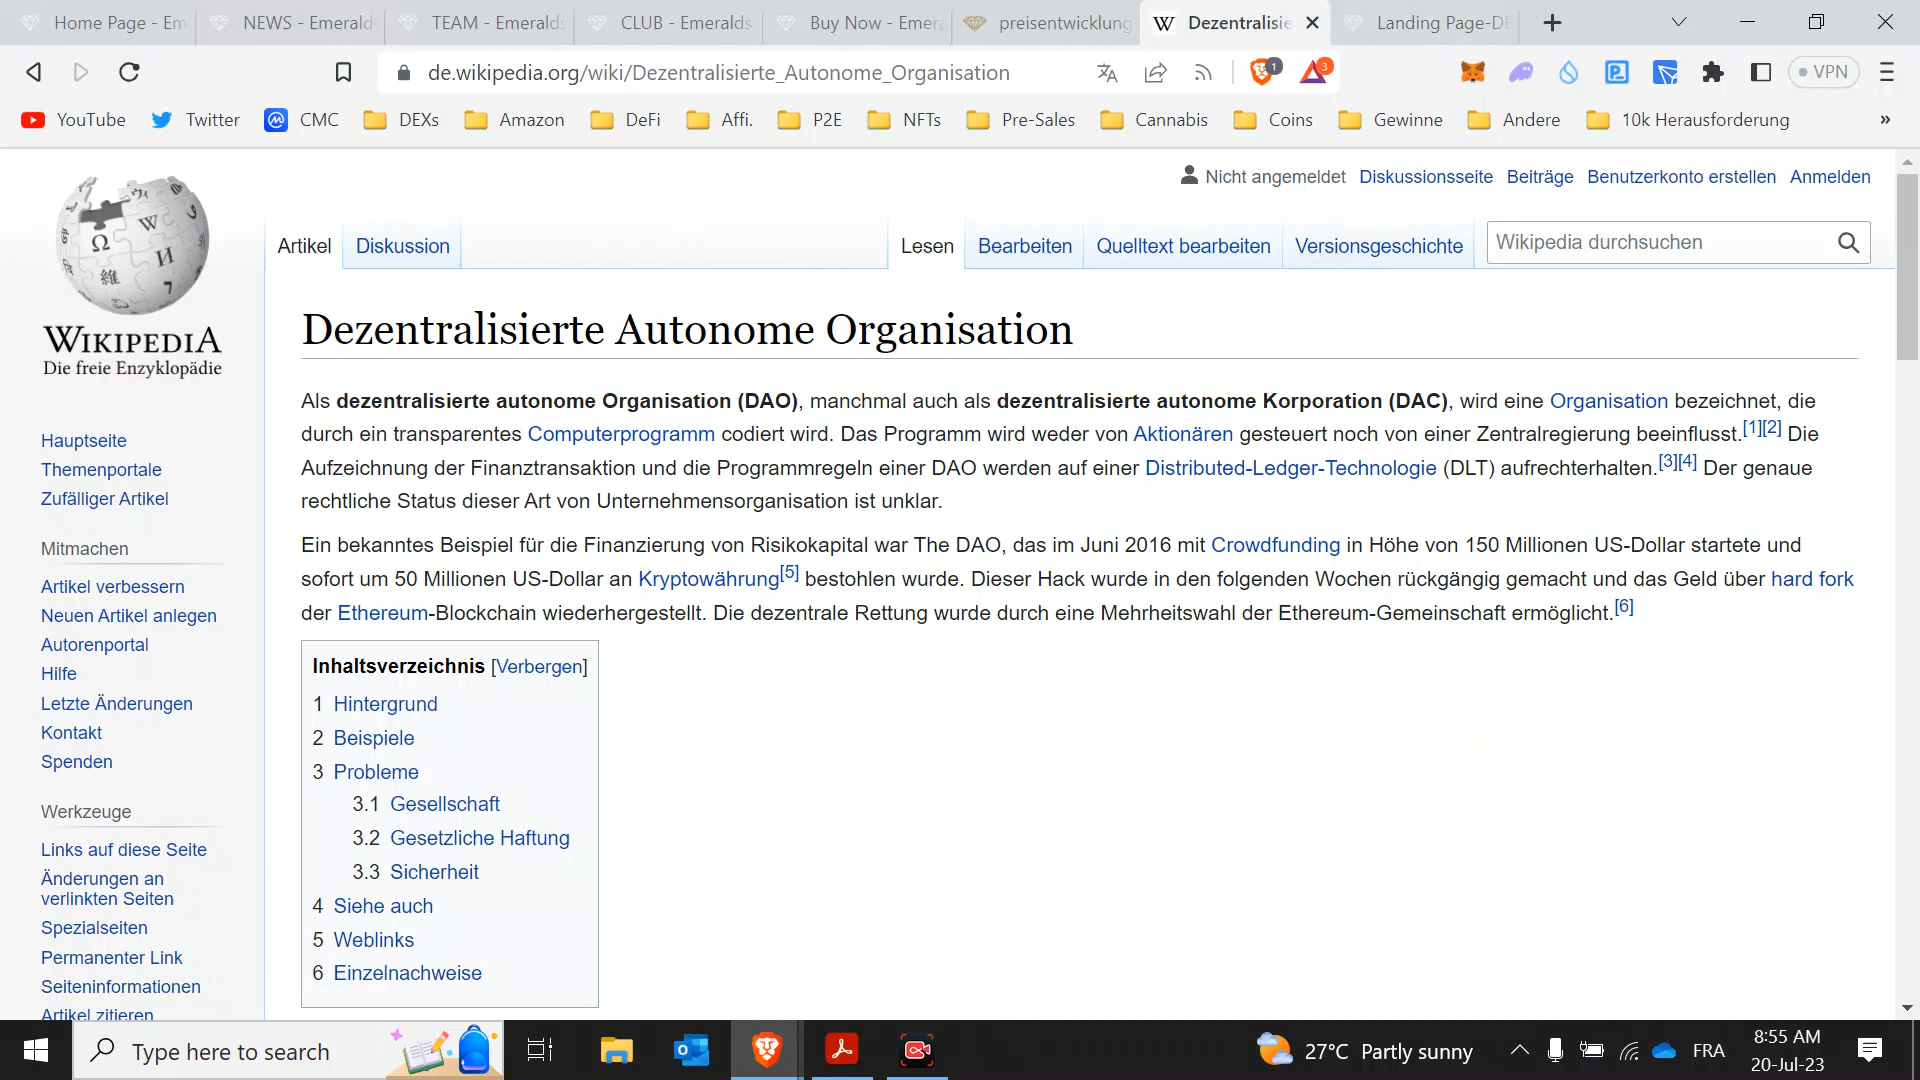 Home Page - Em
NEWS - Emeralds
TEAM - Emeralds
CLUB - Emeralds
Buy Now - Emera
preisentwicklung
Dezentralisie
Landing Page-DE
de.wikipedia.org/wiki/Dezentralisierte_Autonome_Organisation
1
3
VPN
YouTube
Twitter
CMC
DEXs
Amazon
DeFi
Affi.
P2E
NFTs
Pre-Sales
Cannabis
Coins
Gewinne
Andere
10k Herausforderung
»
Nicht angemeldet Diskussionsseite Beiträge Benutzerkonto erstellen Anmelden
Artikel Diskussion
Lesen Bearbeiten Quelltext bearbeiten Versionsgeschichte
Wikipedia durchsuchen
WIKIPEDIA
Die freie Enzyklopädie
Hauptseite
Themenportale
Zufälliger Artikel
Mitmachen
Artikel verbessern
Neuen Artikel anlegen
Autorenportal
Hilfe
Letzte Änderungen
Kontakt
Spenden
Werkzeuge
Links auf diese Seite
Änderungen an
verlinkten Seiten
Spezialseiten
Permanenter Link
Seiteninformationen
Artikel zitieren
Dezentralisierte Autonome Organisation
Als dezentralisierte autonome Organisation (DAO), manchmal auch als dezentralisierte autonome Korporation (DAC), wird eine Organisation bezeichnet, die
durch ein transparentes Computerprogramm codiert wird. Das Programm wird weder von Aktionären gesteuert noch von einer Zentralregierung beeinflusst.[1][2] Die
Aufzeichnung der Finanztransaktion und die Programmregeln einer DAO werden auf einer Distributed-Ledger-Technologie (DLT) aufrechterhalten.[3][4] Der genaue
rechtliche Status dieser Art von Unternehmensorganisation ist unklar.
Ein bekanntes Beispiel für die Finanzierung von Risikokapital war The DAO, das im Juni 2016 mit Crowdfunding in Höhe von 150 Millionen US-Dollar startete und
sofort um 50 Millionen US-Dollar an Kryptowährung[5] bestohlen wurde. Dieser Hack wurde in den folgenden Wochen rückgängig gemacht und das Geld über hard fork
der Ethereum-Blockchain wiederhergestellt. Die dezentrale Rettung wurde durch eine Mehrheitswahl der Ethereum-Gemeinschaft ermöglicht.[6]
Inhaltsverzeichnis [Verbergen]
1 Hintergrund
2 Beispiele
3 Probleme
3.1 Gesellschaft
3.2 Gesetzliche Haftung
3.3 Sicherheit
4 Siehe auch
5 Weblinks
6 Einzelnachweise
Type here to search
27°C Partly sunny
FRA
8:55 AM
20-Jul-23